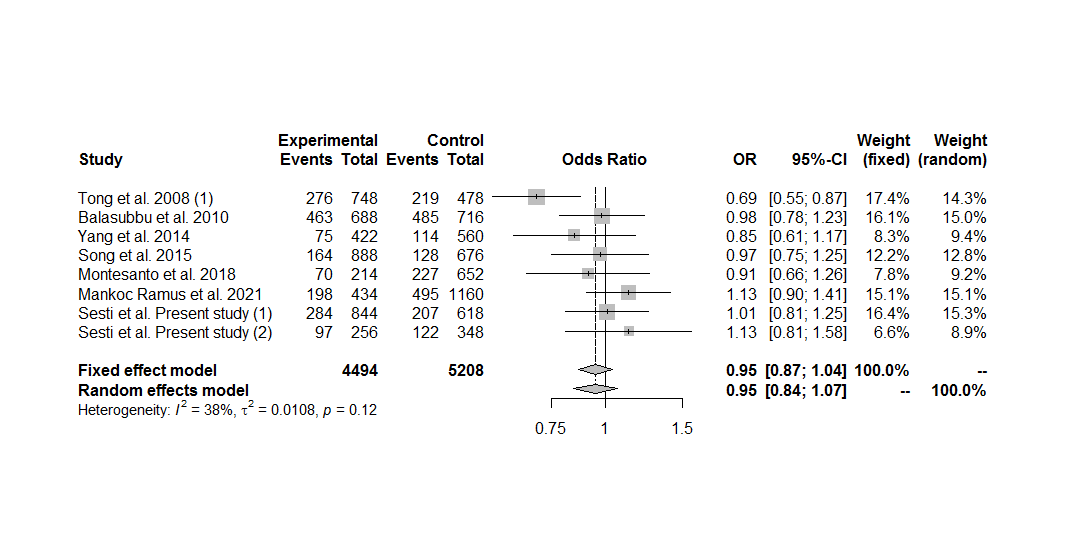 Experimental Control Weight Weight
Study Events Total Events Total Odds Ratio OR 95%-CI (fixed) (random)
Tong et al. 2008 (1) 276 748 219 478 0.69 [0.55; 0.87] 17.4% 14.3%
Balasubbu et al. 2010 463 688 485 716 0.98 [0.78; 1.23] 16.1% 15.0%
Yang et al. 2014 75 422 114 560 0.85 [0.61; 1.17] 8.3% 9.4%
Song et al. 2015 164 888 128 676 0.97 [0.75; 1.25] 12.2% 12.8%
Montesanto et al. 2018 70 214 227 652 0.91 [0.66; 1.26] 7.8% 9.2%
Mankoc Ramus et al. 2021 198 434 495 1160 1.13 [0.90; 1.41] 15.1% 15.1%
Sesti et al. Present study (1) 284 844 207 618 1.01 [0.81; 1.25] 16.4% 15.3%
Sesti et al. Present study (2) 97 256 122 348 1.13 [0.81; 1.58] 6.6% 8.9%
Fixed effect model 4494 5208 0.95 [0.87; 1.04] 100.0% --
Random effects model 0.95 [0.84; 1.07] -- 100.0%
Heterogeneity: I² = 38%, τ² = 0.0108, p = 0.12
0.75 1 1.5